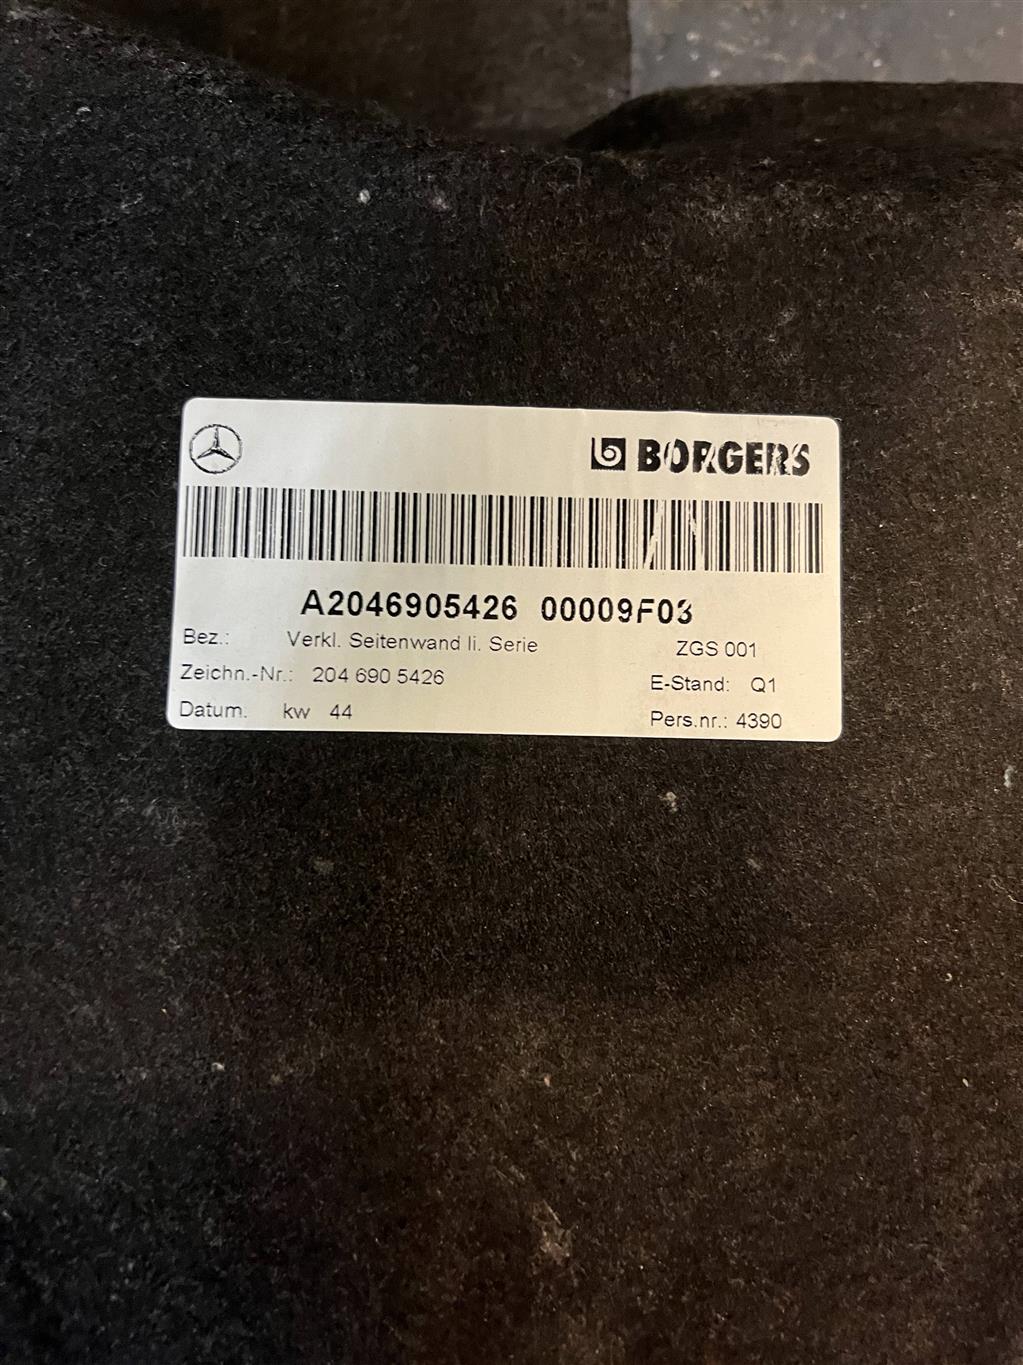 BORGERS
A2046905426 00009F03
Bez.: Verkl. Seitenwand li. Serie ZGS 001
Zeichn.-Nr.: 204 690 5426 E-Stand: Q1
Datum. kw 44 Pers.nr.: 4390